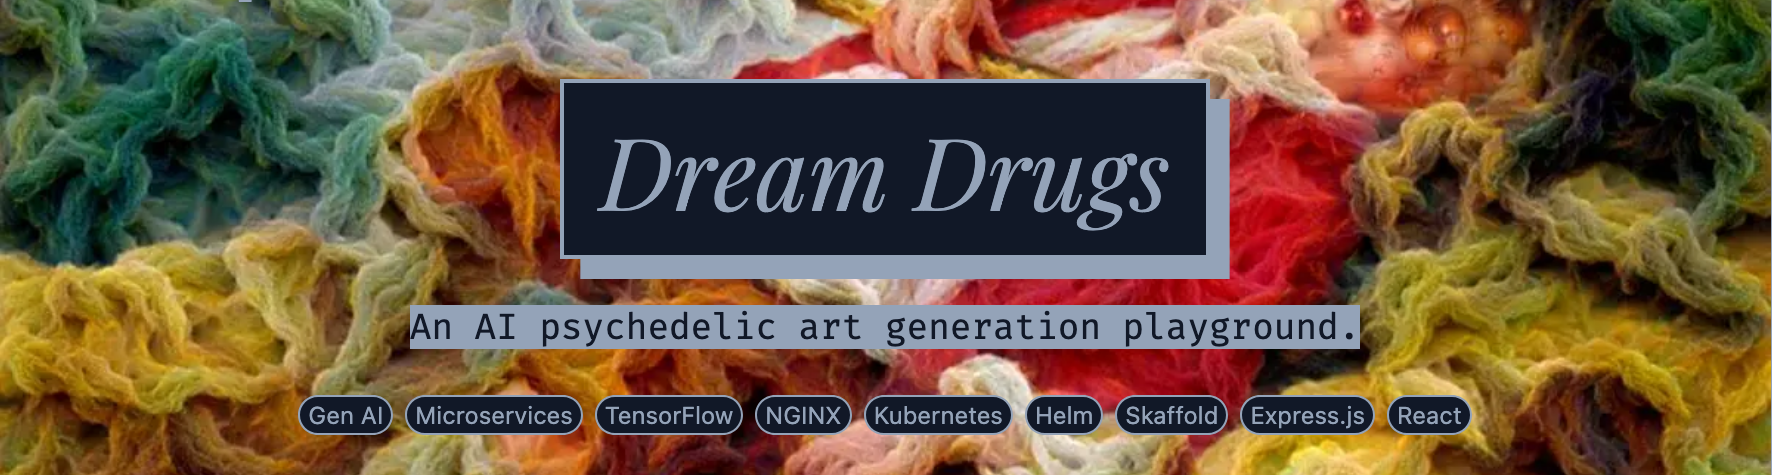 Dream Drugs
An AI psychedelic art generation playground.
Gen AI Microservices TensorFlow NGINX Kubernetes Helm Skaffold Express.js React